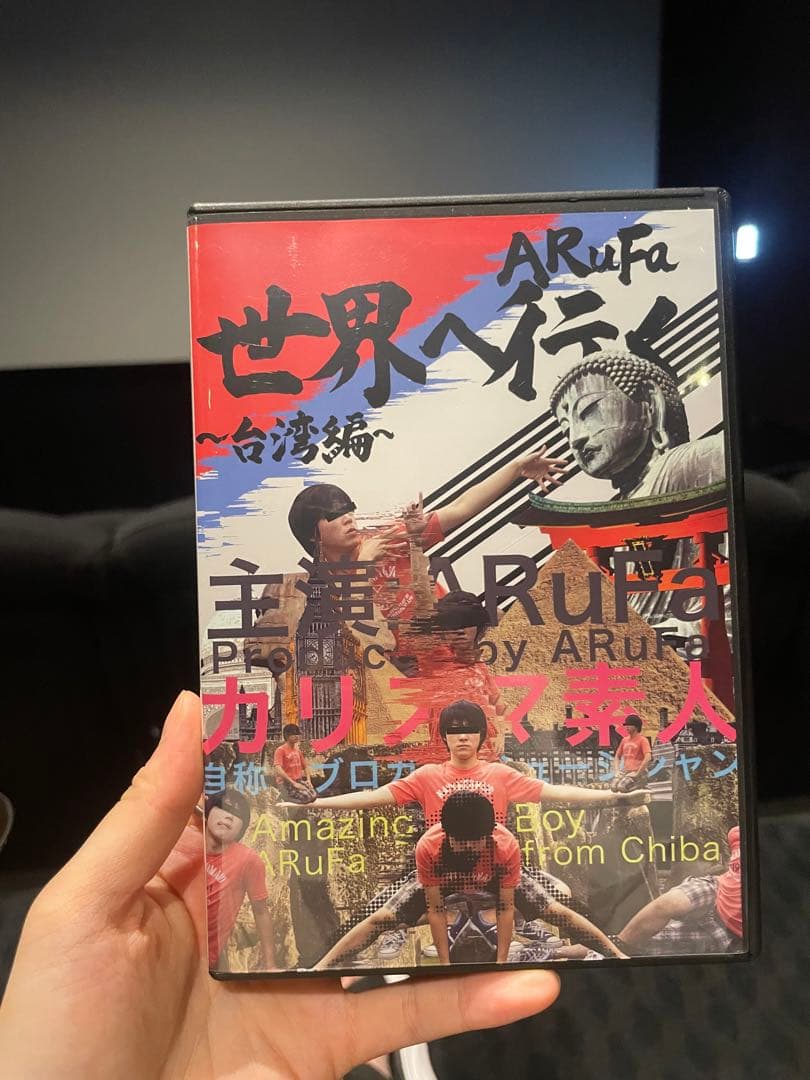 ARuFa
世界へ行く
～台湾編～
主演 ARuFa
by ARuFa
カリスマ素人
自称
Amazing Boy
ARuFa from Chiba